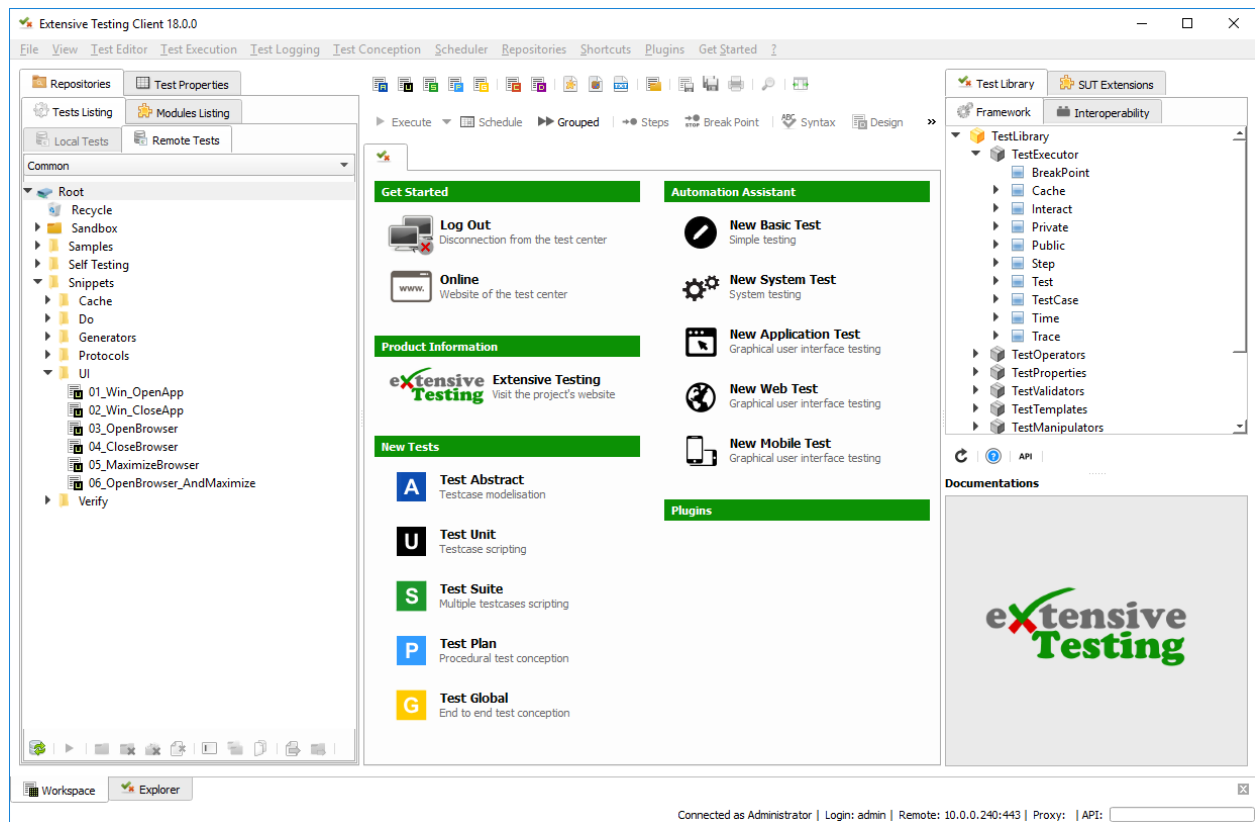 Extensive Testing Client 18.0.0
File View Test Editor Test Execution Test Logging Test Conception Scheduler Repositories Shortcuts Plugins Get Started ?
Repositories Test Properties
Tests Listing Modules Listing
Local Tests Remote Tests
Common
Root
Recycle
Sandbox
Samples
Self Testing
Snippets
Cache
Do
Generators
Protocols
UI
01_Win_OpenApp
02_Win_CloseApp
03_OpenBrowser
04_CloseBrowser
05_MaximizeBrowser
06_OpenBrowser_AndMaximize
Verify
Execute Schedule Grouped Steps Break Point Syntax Design »
Get Started
Log Out
Disconnection from the test center
www.
Online
Website of the test center
Product Information
extensive Testing
Extensive Testing
Visit the project's website
New Tests
A
Test Abstract
Testcase modelisation
U
Test Unit
Testcase scripting
S
Test Suite
Multiple testcases scripting
P
Test Plan
Procedural test conception
G
Test Global
End to end test conception
Automation Assistant
New Basic Test
Simple testing
New System Test
System testing
New Application Test
Graphical user interface testing
New Web Test
Graphical user interface testing
New Mobile Test
Graphical user interface testing
Plugins
Test Library SUT Extensions
Framework Interoperability
TestLibrary
TestExecutor
BreakPoint
Cache
Interact
Private
Public
Step
Test
TestCase
Time
Trace
TestOperators
TestProperties
TestValidators
TestTemplates
TestManipulators
API
Documentations
extensive
Testing
Workspace Explorer
Connected as Administrator | Login: admin | Remote: 10.0.0.240:443 | Proxy: | API: